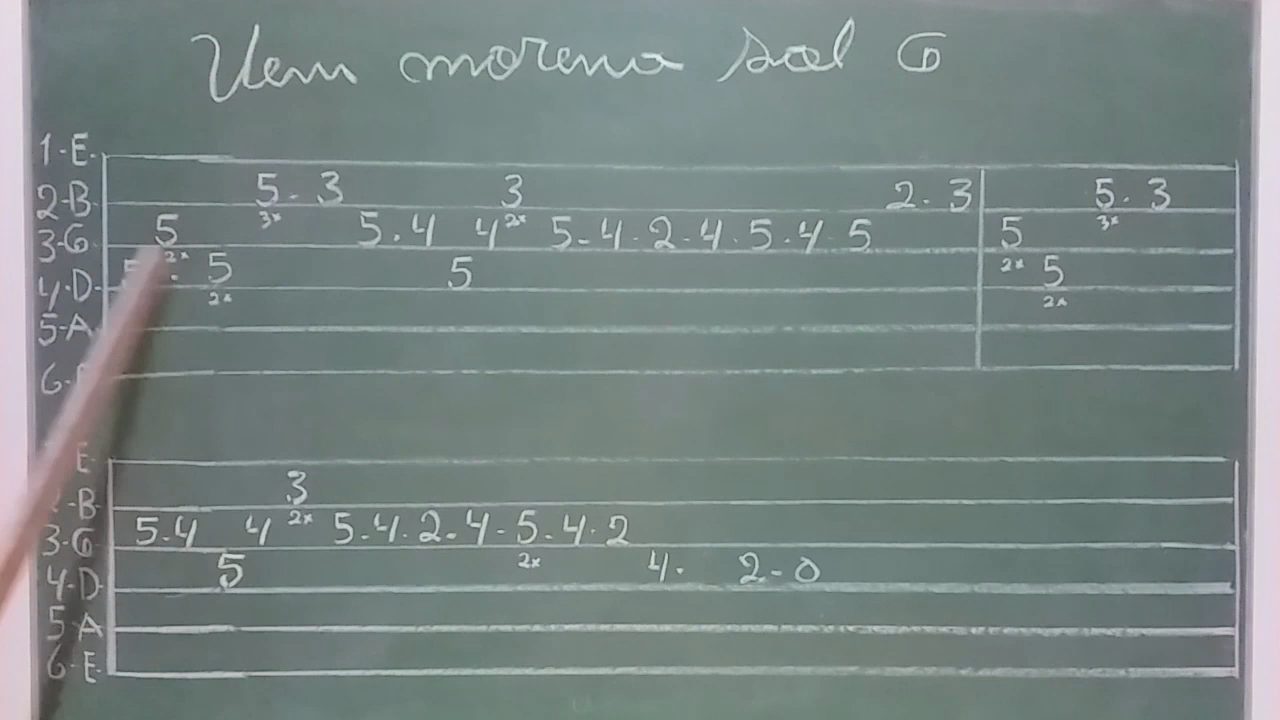 Vem morena sol G
1-E
2-B 5-3 3 2-3 5-3
3x 2x 3x
3-G 5 5-4 4 5-4-2-4-5-4-5 5
2x 2x
4-D 5 5 5
2x 2x
5-A
6-
E
-B 3
2x
3-G 5-4 4 5-4-2-4-5-4-2
2x
4-D 5 4- 2-0
5 A
6-E